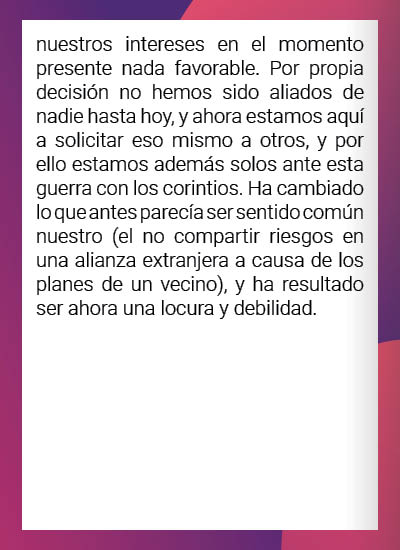 nuestros intereses en el momento
presente nada favorable. Por propia
decisión no hemos sido aliados de
nadie hasta hoy, y ahora estamos aquí
a solicitar eso mismo a otros, y por
ello estamos además solos ante esta
guerra con los corintios. Ha cambiado
lo que antes parecía ser sentido común
nuestro (el no compartir riesgos en
una alianza extranjera a causa de los
planes de un vecino), y ha resultado
ser ahora una locura y debilidad.